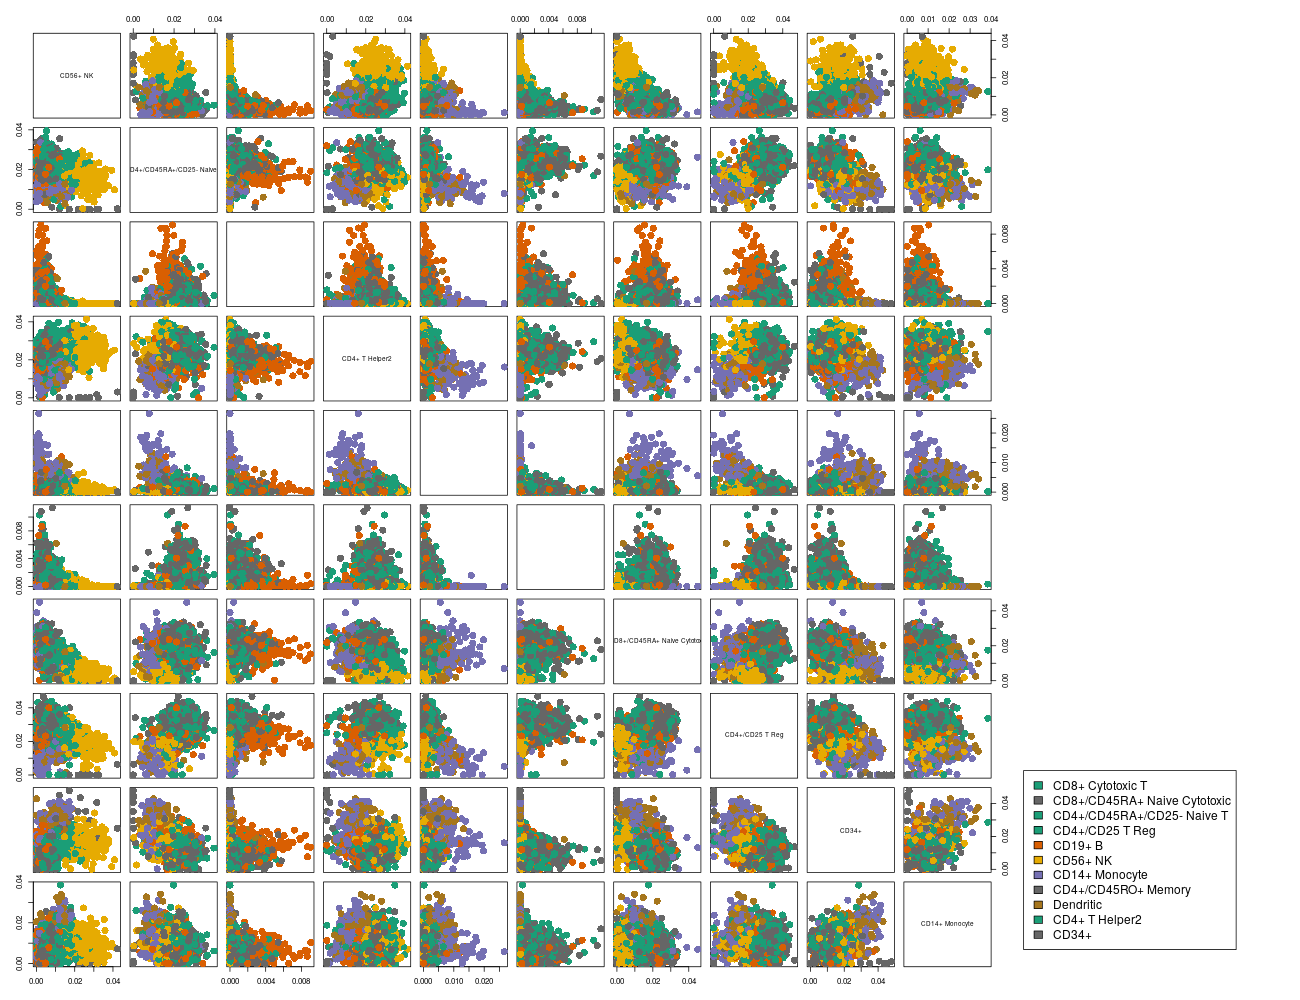 0.00 0.02 0.04
0.00 0.02 0.04
0.000 0.004 0.008
0.00 0.02 0.04
0.00 0.01 0.02 0.03 0.04
CD56+ NK
0.00 0.02 0.04
0.00 0.02 0.04
D4+/CD45RA+/CD25- Naive
0.000 0.004 0.008
0.00 0.02 0.04
CD4+ T Helper2
0.000 0.010 0.020
0.000 0.004 0.008
D8+/CD45RA+ Naive Cytotox
0.00 0.02 0.04
0.00 0.02 0.04
CD4+/CD25 T Reg
CD34+
0.00 0.02 0.04
0.00 0.02 0.04
CD14+ Monocyte
0.00 0.02 0.04
0.000 0.004 0.008
0.000 0.010 0.020
0.00 0.02 0.04
0.00 0.02 0.04
CD8+ Cytotoxic T
CD8+/CD45RA+ Naive Cytotoxic
CD4+/CD45RA+/CD25- Naive T
CD4+/CD25 T Reg
CD19+ B
CD56+ NK
CD14+ Monocyte
CD4+/CD45RO+ Memory
Dendritic
CD4+ T Helper2
CD34+